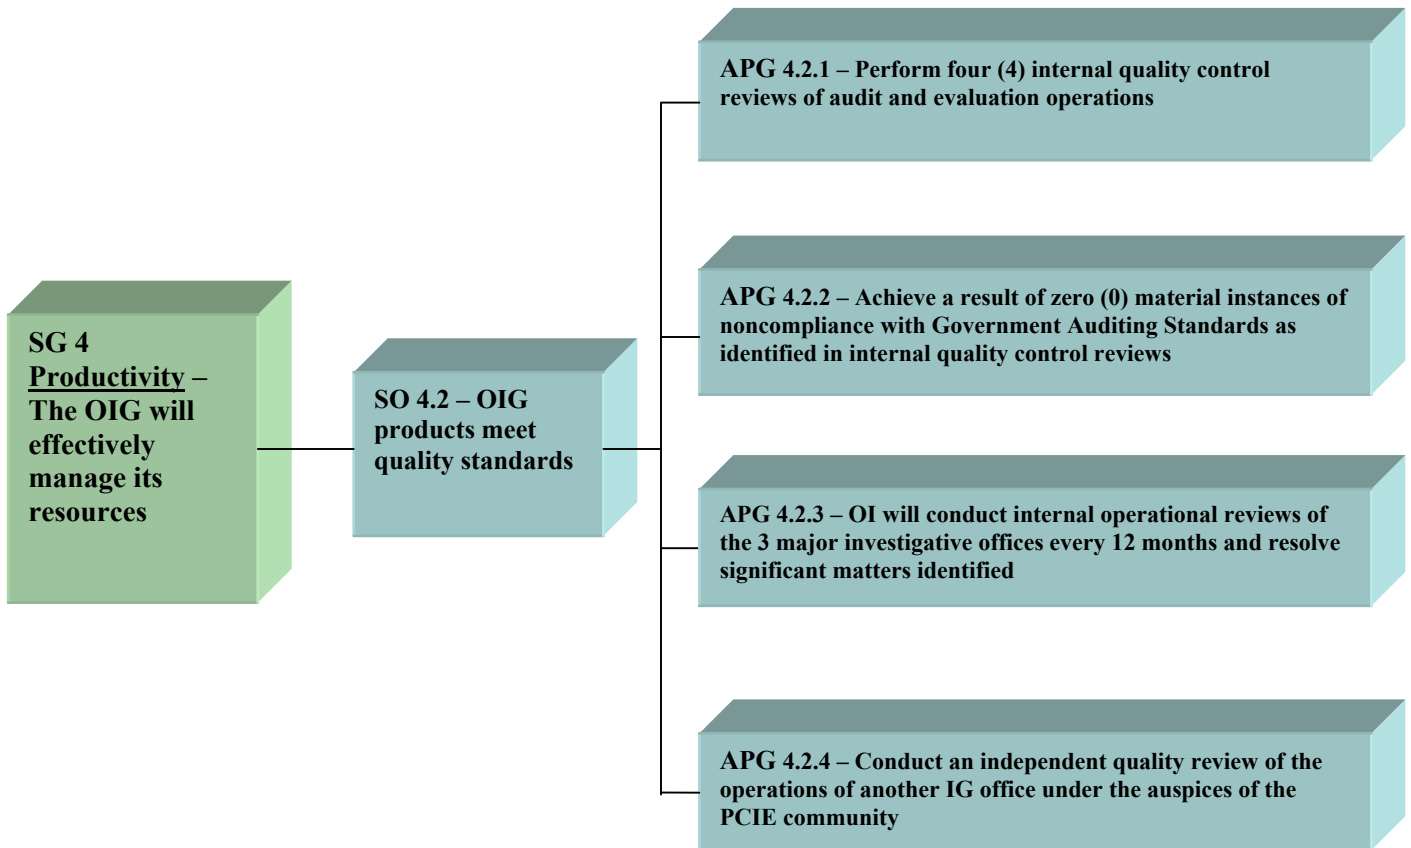 SG 4
Productivity –
The OIG will
effectively
manage its
resources
SO 4.2 – OIG
products meet
quality standards
APG 4.2.1 – Perform four (4) internal quality control
reviews of audit and evaluation operations
APG 4.2.2 – Achieve a result of zero (0) material instances of
noncompliance with Government Auditing Standards as
identified in internal quality control reviews
APG 4.2.3 – OI will conduct internal operational reviews of
the 3 major investigative offices every 12 months and resolve
significant matters identified
APG 4.2.4 – Conduct an independent quality review of the
operations of another IG office under the auspices of the
PCIE community